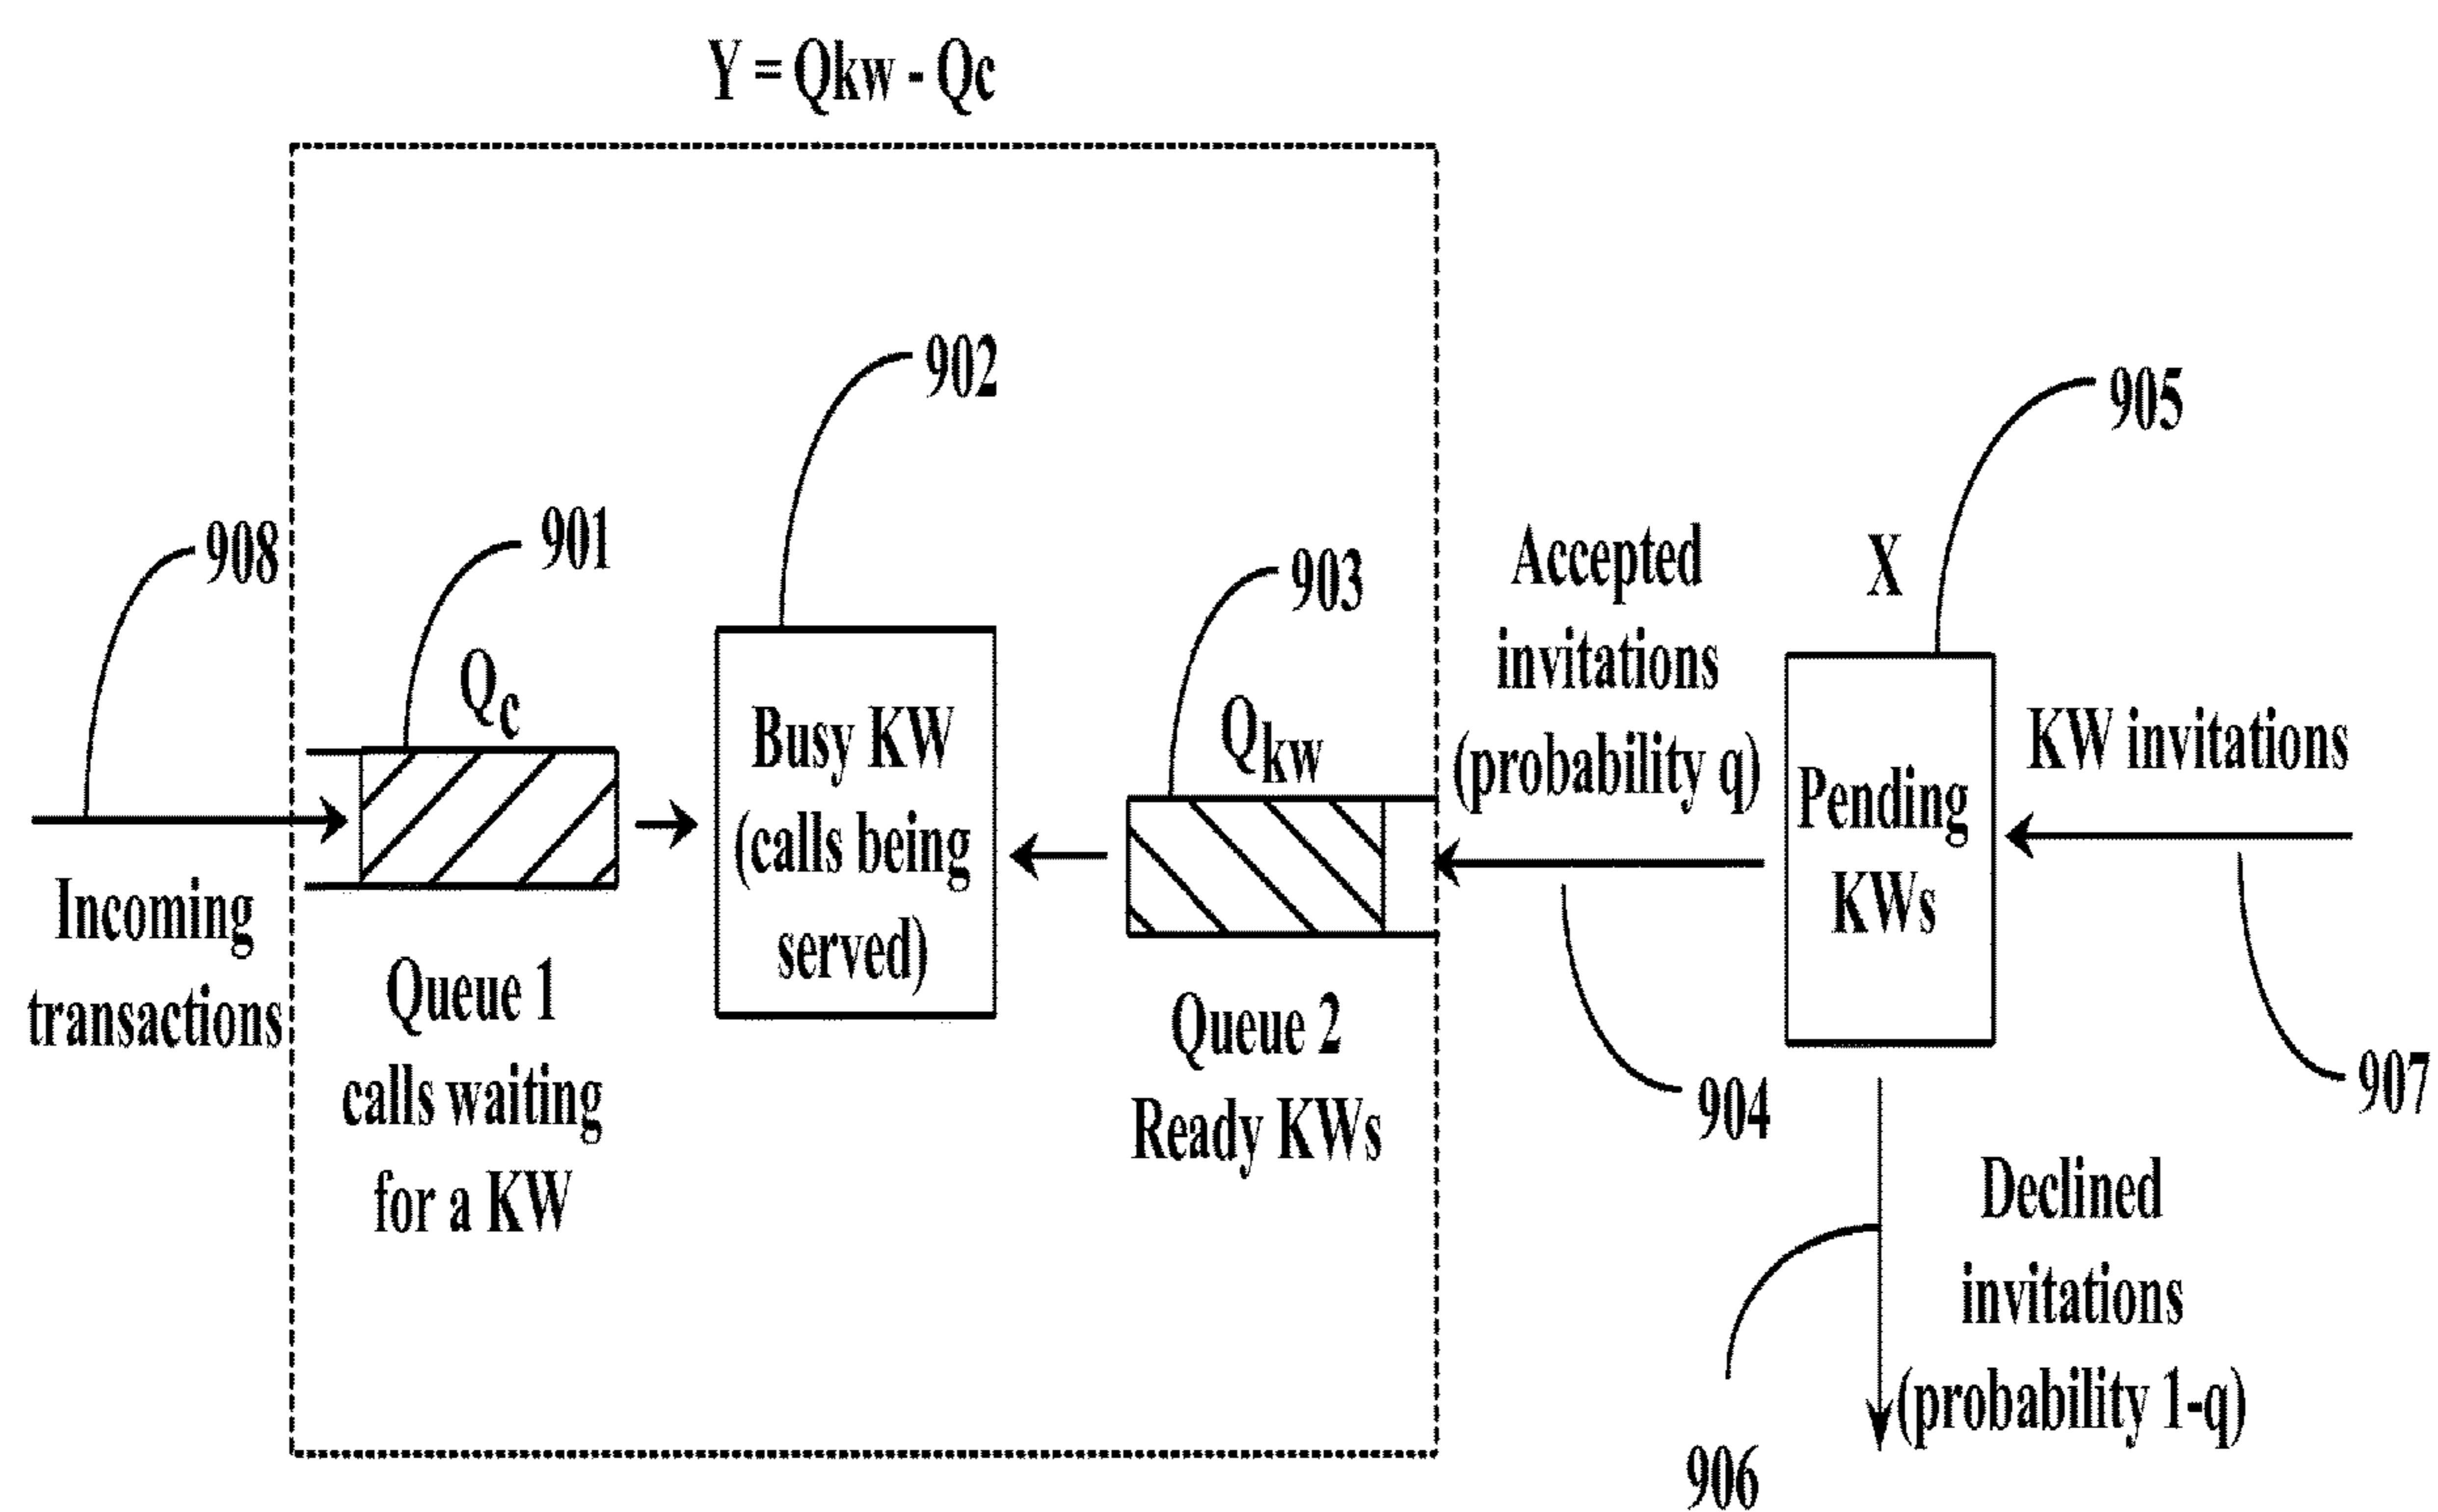 Y = Qkw - Qc
902
905
908
901
903
Accepted
invitations
(probability q)
X
Qc
Qkw
Busy KW
(calls being
served)
Pending
KWs
KW invitations
Incoming
transactions
Queue 1
calls waiting
for a KW
Queue 2
Ready KWs
904
907
Declined
invitations
(probability 1-q)
906